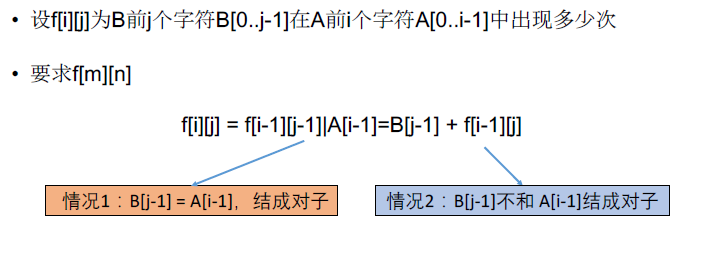 • 设f[i][j]为B前j个字符B[0..j-1]在A前i个字符A[0..i-1]中出现多少次
• 要求f[m][n]
f[i][j] = f[i-1][j-1]|A[i-1]=B[j-1] + f[i-1][j]
情况1：B[j-1] = A[i-1]，结成对子
情况2：B[j-1]不和 A[i-1]结成对子